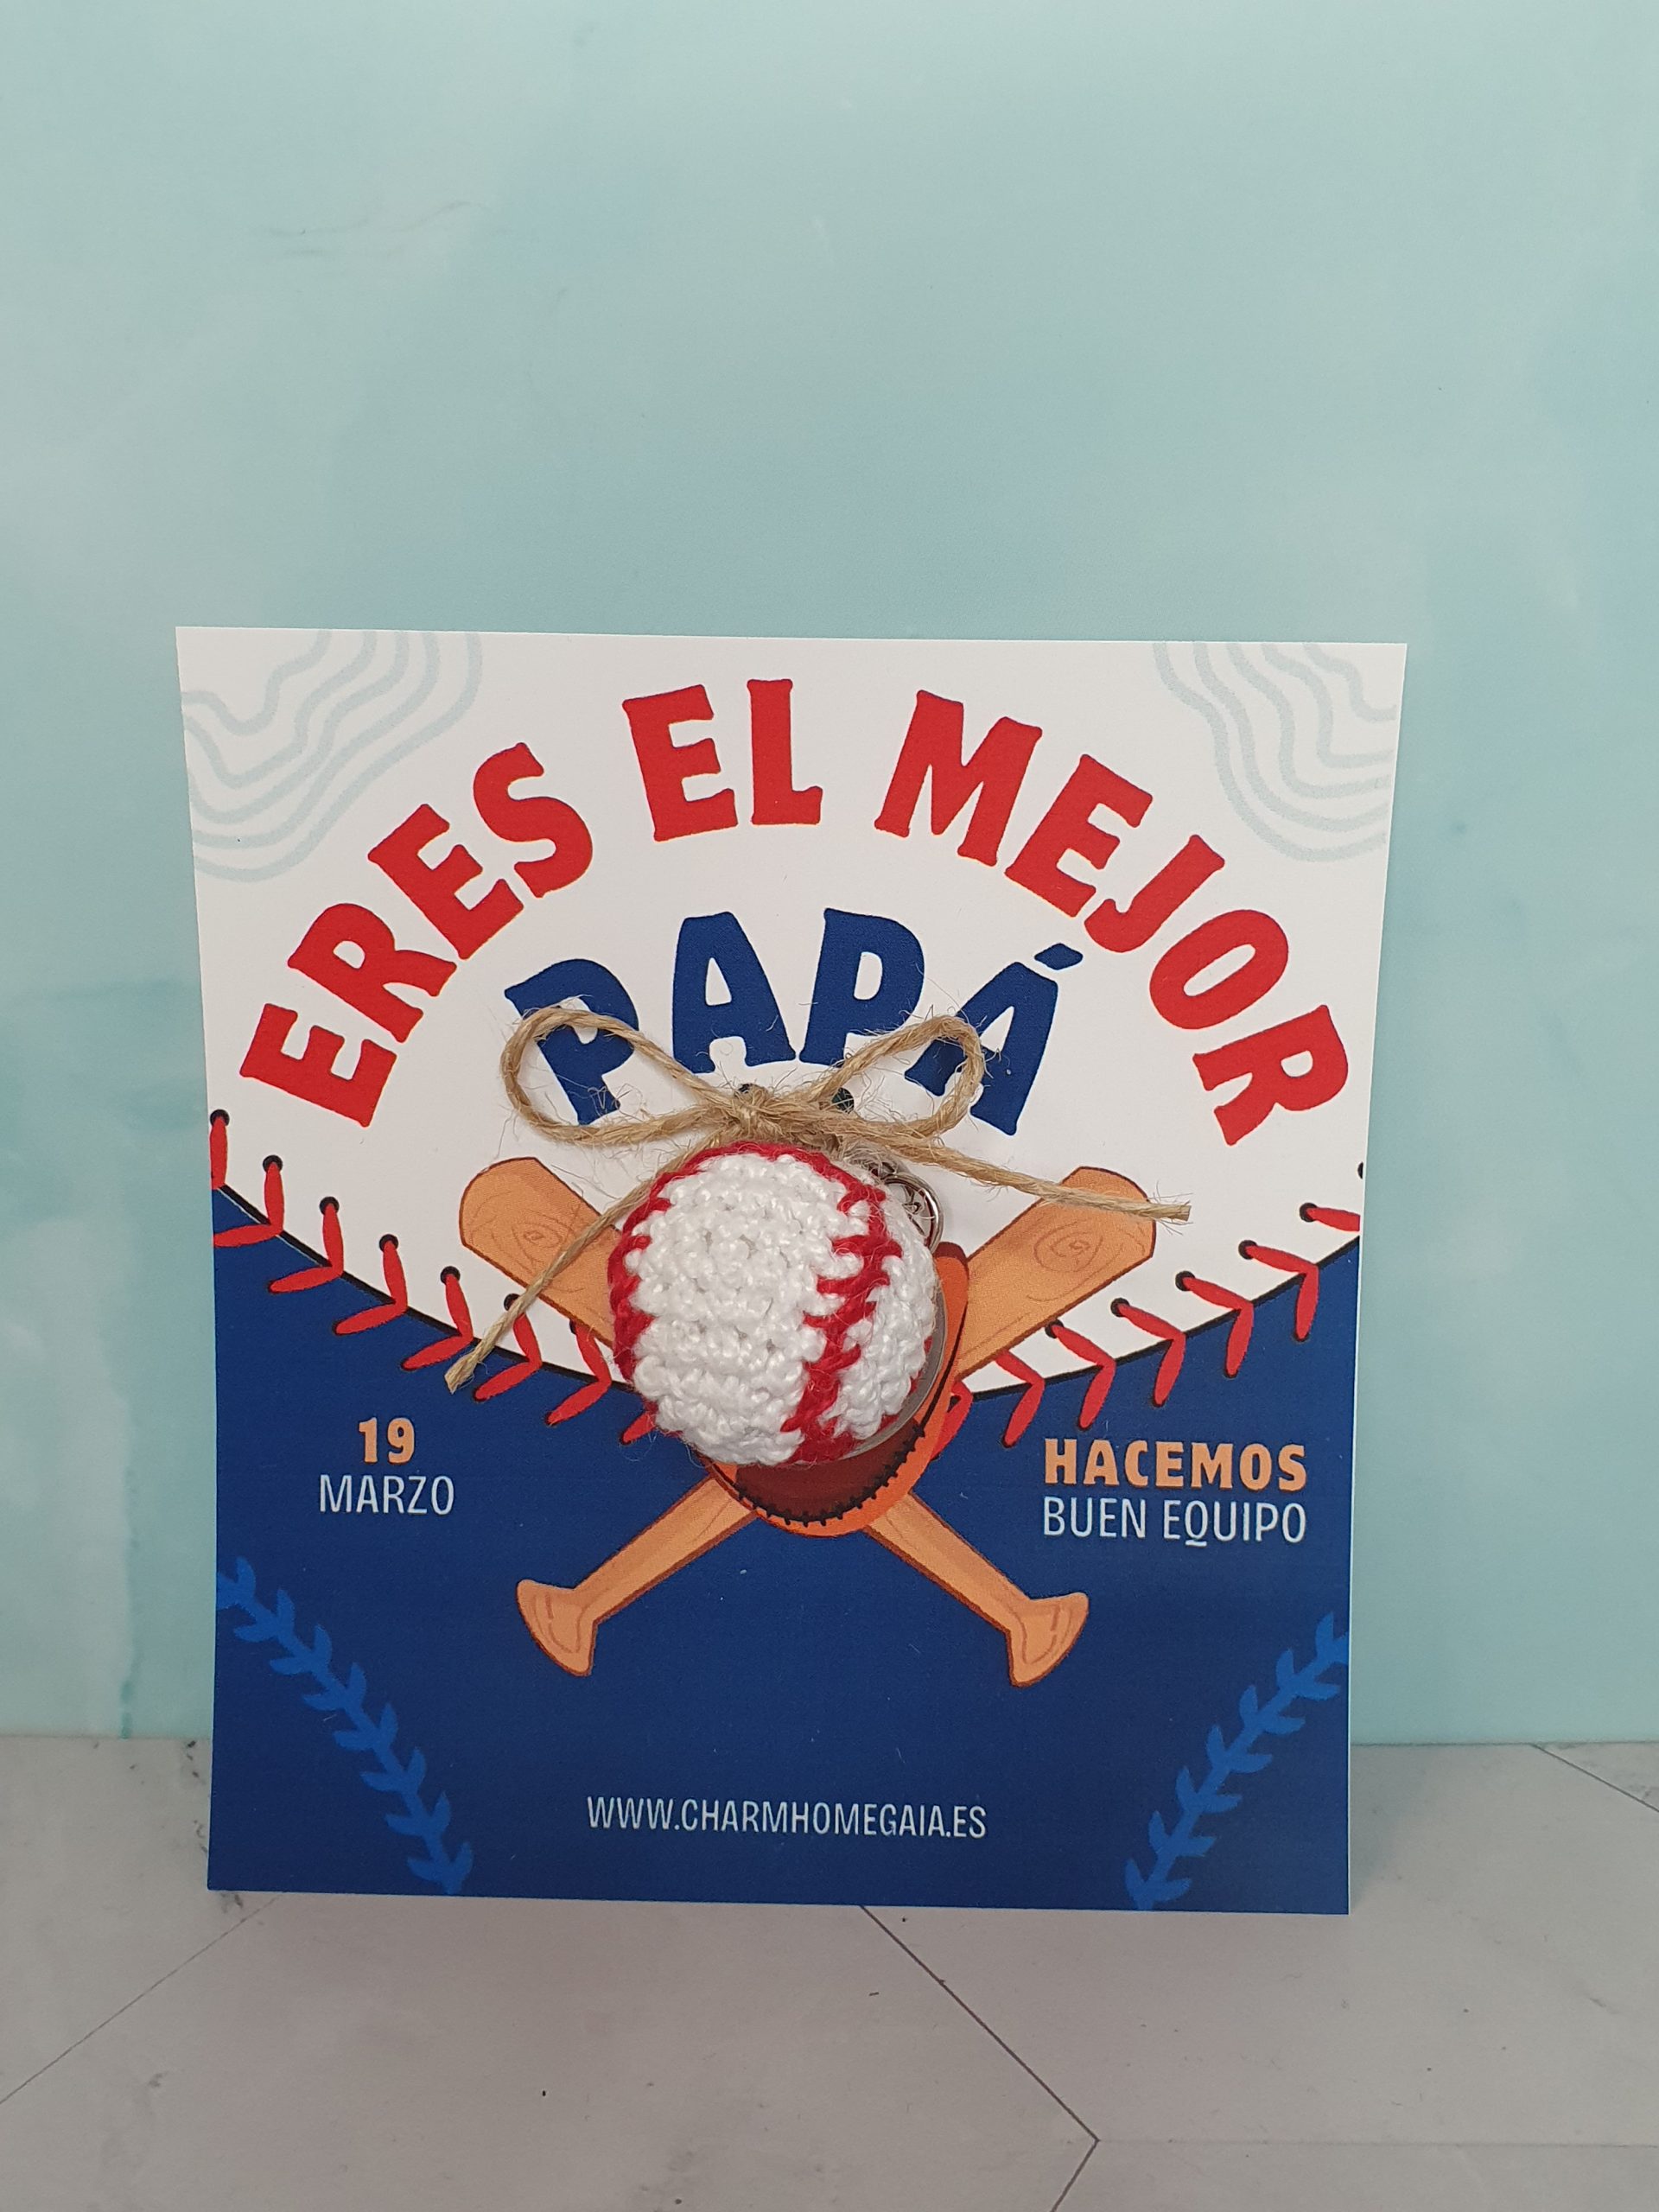 ERES EL MEJOR
PAPÁ
19
MARZO
HACEMOS
BUEN EQUIPO
WWW.CHARMHOMEGAIA.ES